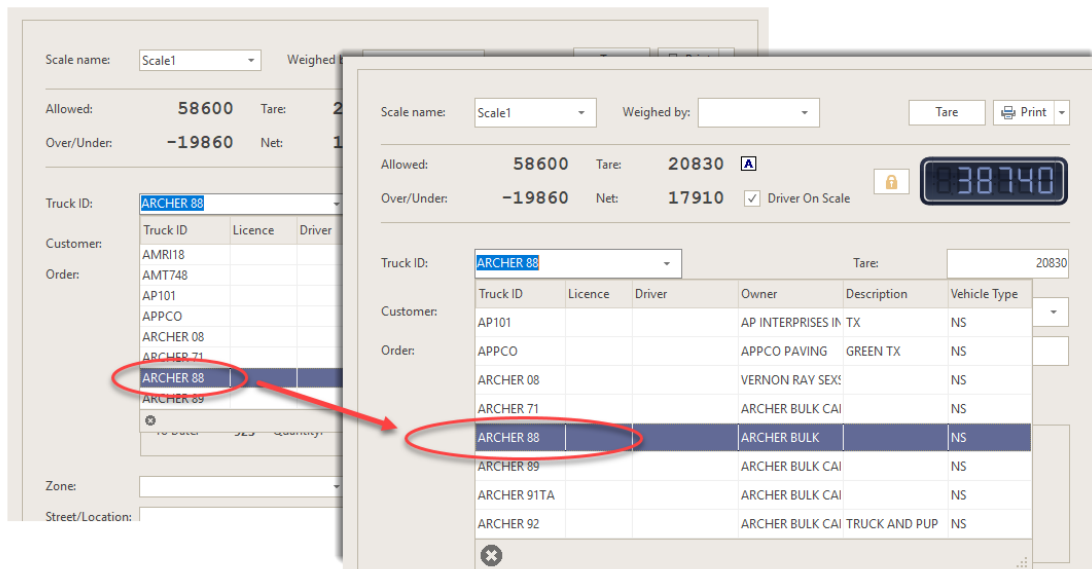 Scale name: Scale1 Weighed
Allowed: 58600 Tare: 2
Over/Under: -19860 Net: 1
Truck ID: ARCHER 88
Customer:
Order:
Truck ID Licence Driver
AMRI18
AMT748
AP101
APPCO
ARCHER 08
ARCHER 71
ARCHER 88
ARCHER 89
Zone:
Street/Location:
Scale name: Scale1 Weighed by: Tare Print
Allowed: 58600 Tare: 20830 A
Over/Under: -19860 Net: 17910 Driver On Scale 38740
Truck ID: ARCHER 88 Tare: 20830
Customer:
Order:
Truck ID Licence Driver Owner Description Vehicle Type
AP101 AP INTERPRISES IN TX NS
APPCO APPCO PAVING GREEN TX NS
ARCHER 08 VERNON RAY SEXS NS
ARCHER 71 ARCHER BULK CAI NS
ARCHER 88 ARCHER BULK NS
ARCHER 89 ARCHER BULK CAI NS
ARCHER 91TA ARCHER BULK CAI NS
ARCHER 92 ARCHER BULK CAI TRUCK AND PUP NS